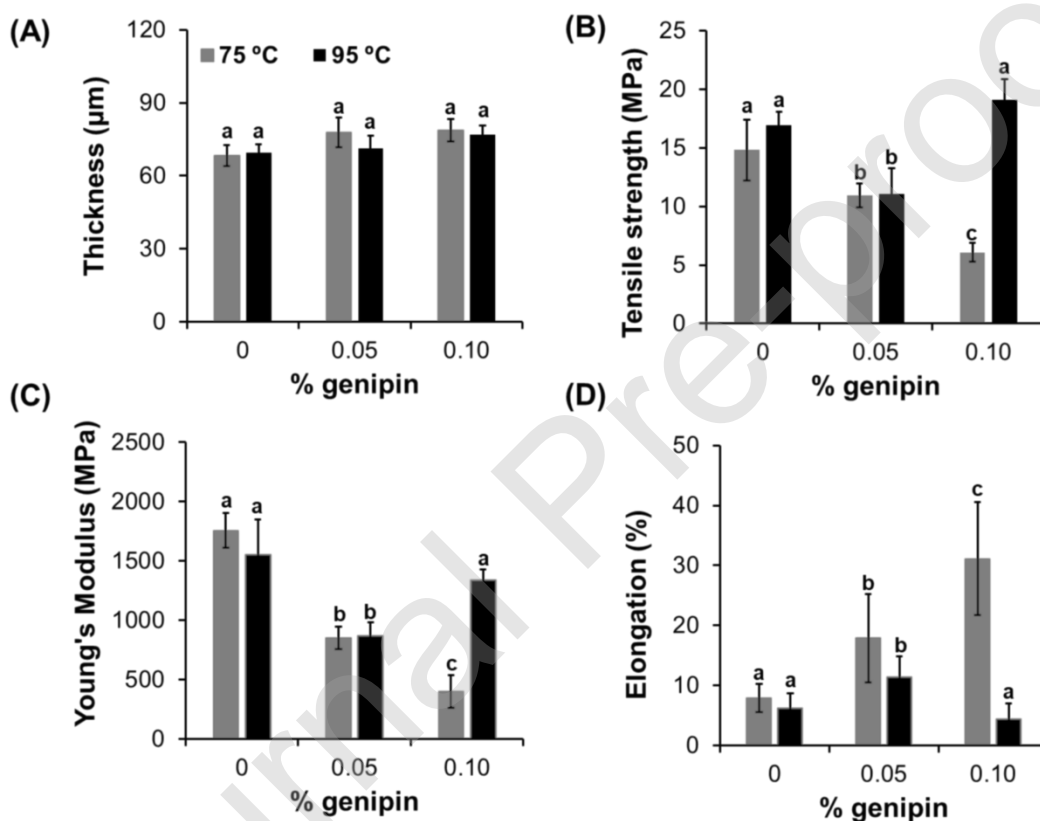 (A)
Thickness (µm)
120
90
60
30
0
75 ºC 95 ºC
a a a a a a
0 0.05 0.10
% genipin
(B)
Tensile strength (MPa)
25
20
15
10
5
0
a a b b c a
0 0.05 0.10
% genipin
(C)
Young's Modulus (MPa)
2500
2000
1500
1000
500
0
a a b b c a
0 0.05 0.10
% genipin
(D)
Elongation (%)
50
40
30
20
10
0
a a b b c a
0 0.05 0.10
% genipin
urnal Pre-proo